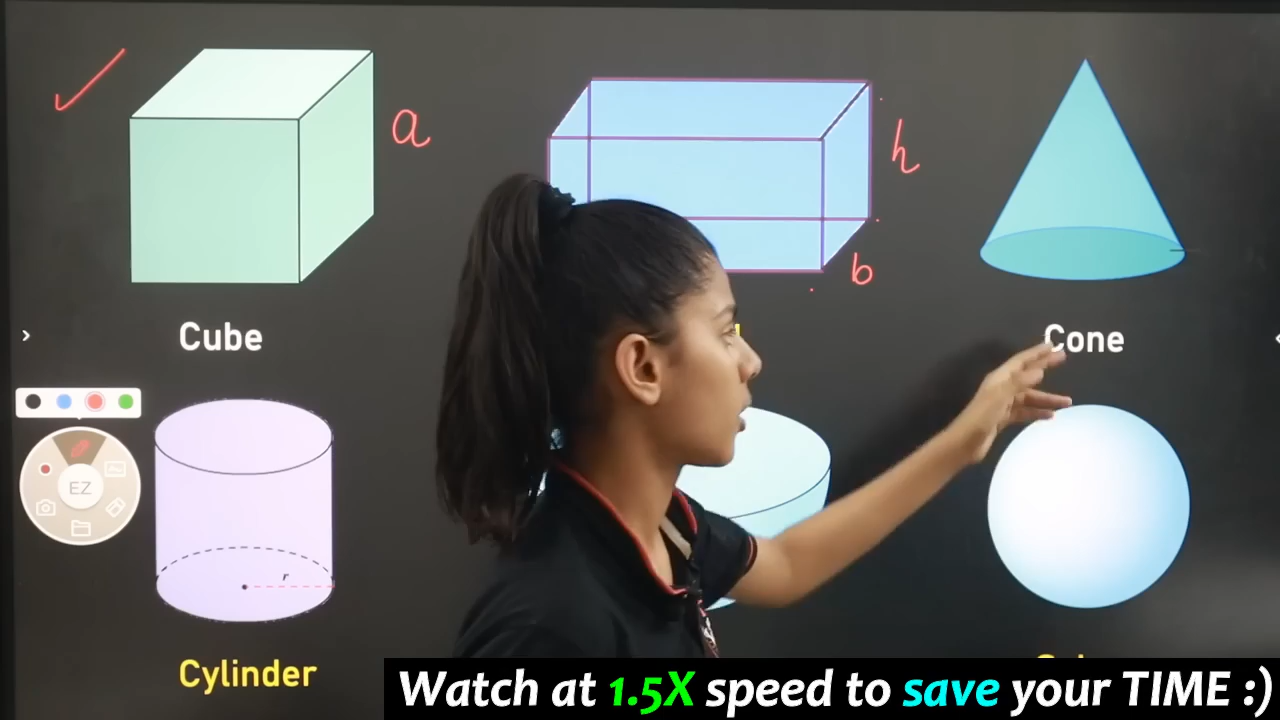 a
h
b
Cube
Cone
EZ
r
Cylinder
Watch at 1.5X speed to save your TIME :)